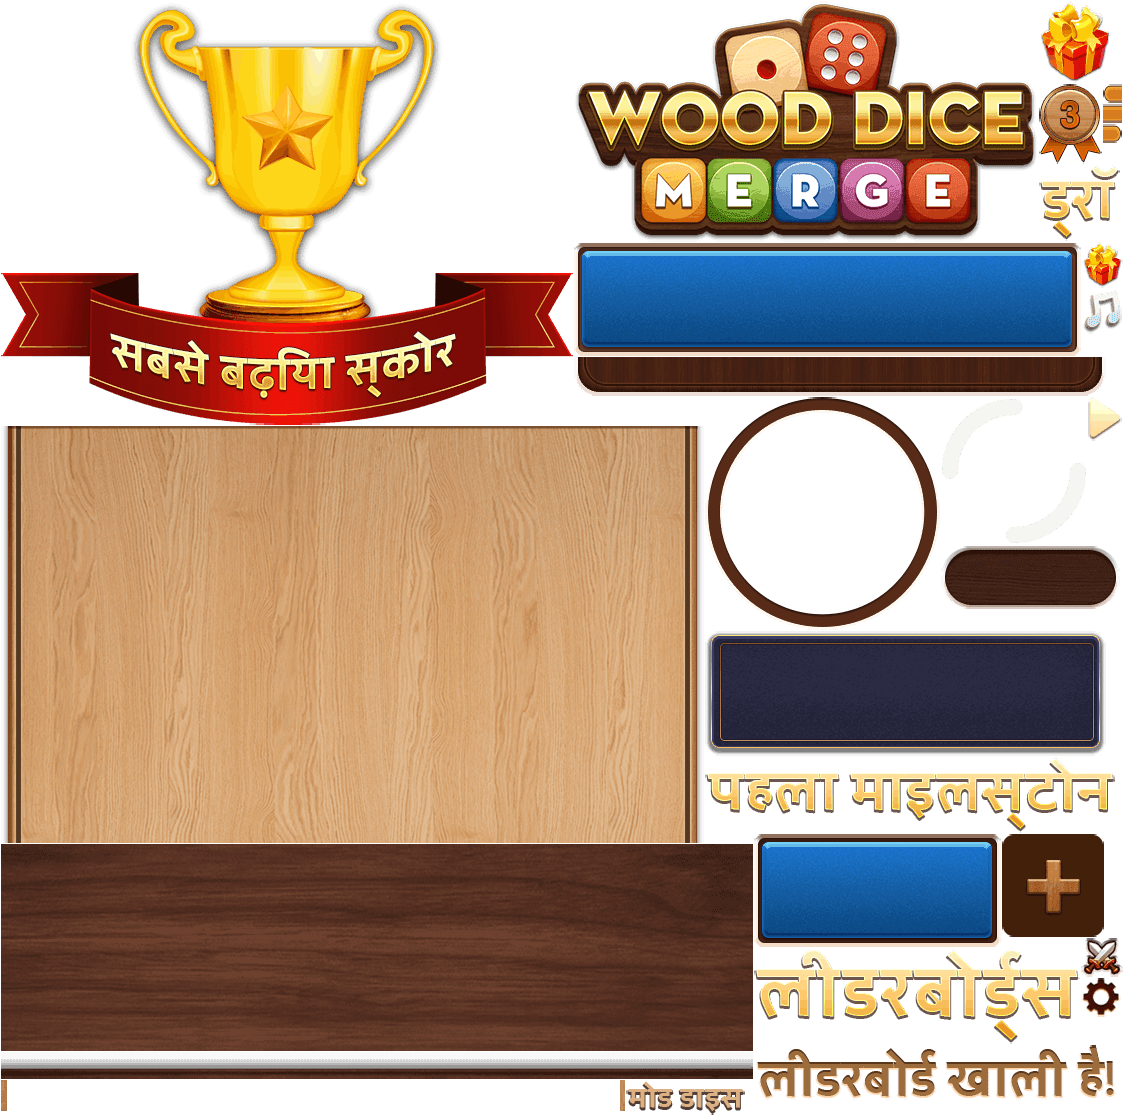 WOOD DICE
MERGE
3
ड्रॉ
सबसे बढ़िया स्कोर
पहला माइलस्टोन
लीडरबोर्ड्स
लीडरबोर्ड खाली है!
मोड डाइस